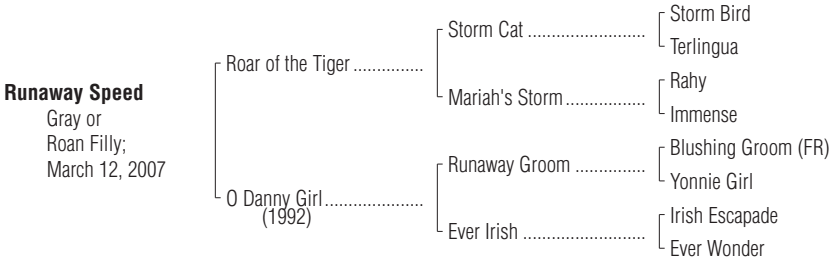 Runaway Speed
Gray or
Roan Filly;
March 12, 2007
Roar of the Tiger ...............
O Danny Girl.....................
(1992)
Storm Cat .........................
Mariah's Storm.................
Runaway Groom ...............
Ever Irish ..........................
Storm Bird
Terlingua
Rahy
Immense
Blushing Groom (FR)
Yonnie Girl
Irish Escapade
Ever Wonder